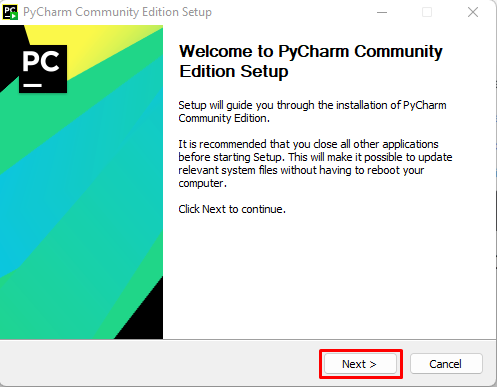 PyCharm Community Edition Setup
PC
Welcome to PyCharm Community
Edition Setup
Setup will guide you through the installation of PyCharm
Community Edition.
It is recommended that you close all other applications
before starting Setup. This will make it possible to update
relevant system files without having to reboot your
computer.
Click Next to continue.
Next >
Cancel